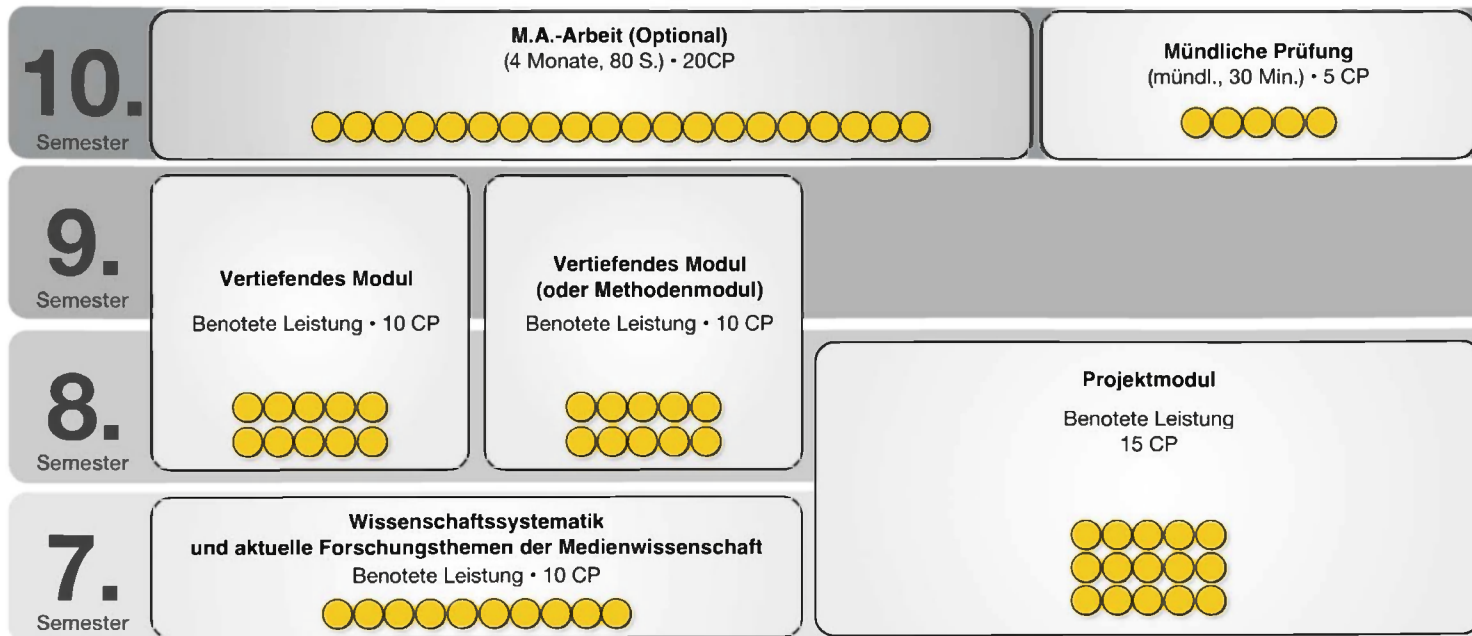 10.
Semester
M.A.-Arbeit (Optional)
(4 Monate, 80 S.) • 20CP
Mündliche Prüfung
(mündl., 30 Min.) • 5 CP
9.
Semester
Vertiefendes Modul
Benotete Leistung • 10 CP
Vertiefendes Modul
(oder Methodenmodul)
Benotete Leistung • 10 CP
8.
Semester
Projektmodul
Benotete Leistung
15 CP
7.
Semester
Wissenschaftssystematik
und aktuelle Forschungsthemen der Medienwissenschaft
Benotete Leistung • 10 CP